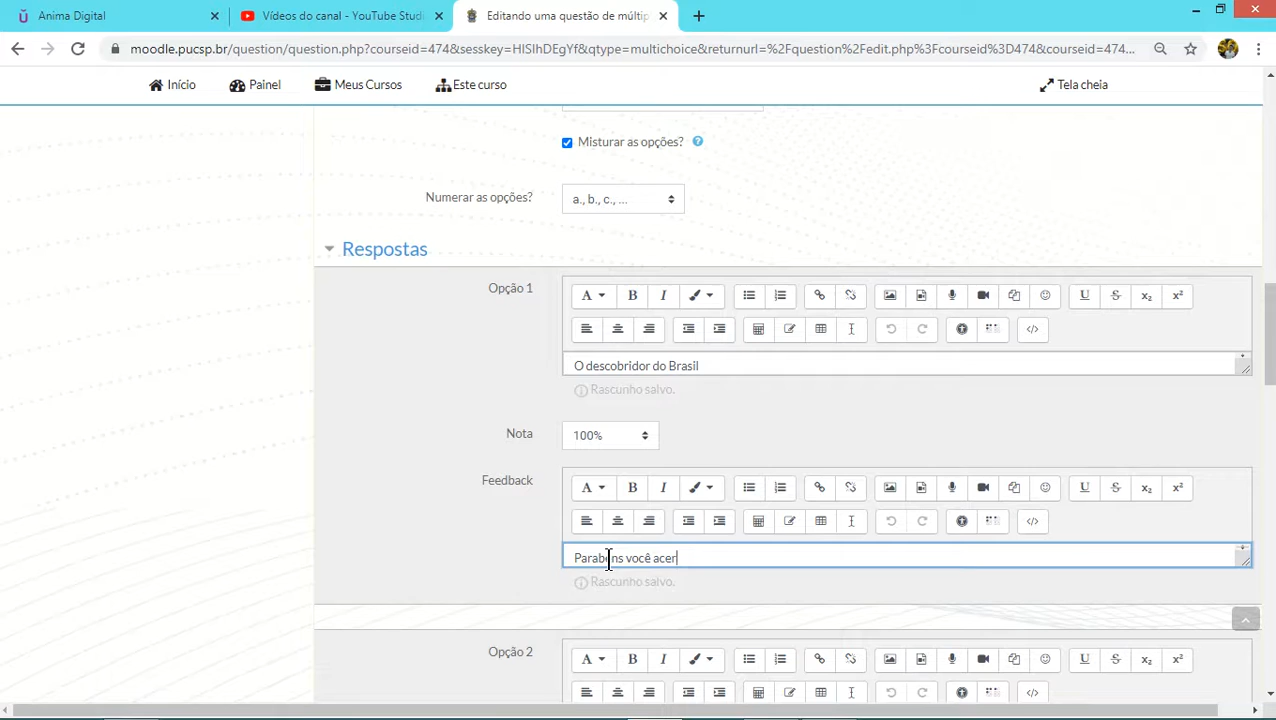 Anima Digital
Vídeos do canal - YouTube Stud
Editando uma questão de múltip
moodle.pucsp.br/question/question.php?courseid=474&sesskey=HlSIhDEgYf&qtype=multichoice&returnurl=%2Fquestion%2Fedit.php%3Fcourseid%3D474&courseid=474...
Início
Painel
Meus Cursos
Este curso
Tela cheia
Misturar as opções?
Numerar as opções?
a., b., c., ...
Respostas
Opção 1
O descobridor do Brasil
Rascunho salvo.
Nota
100%
Feedback
Parabéns você acer
Rascunho salvo.
Opção 2